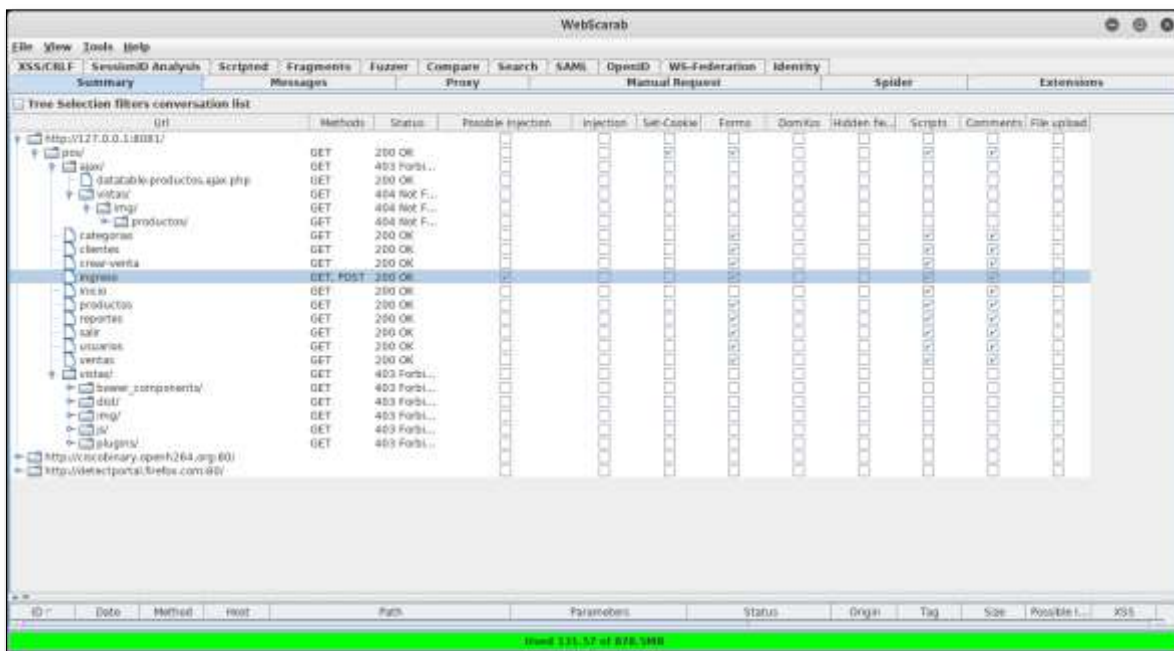 WebScarab
File View Tools Help
XSS/CRLF SessionID Analysis Scripted Fragments Fuzzer Compare Search SAML OpenID WS-Federation Identity
Summary Messages Proxy Manual Request Spider Extensions
Tree Selection filters conversation list
Url Methods Status Possible Injection Injection Set-Cookie Forms DomXss Hidden fie... Scripts Comments File upload
http://127.0.0.1:8081/
pos/ GET 200 OK
ajax/ GET 403 Forbi...
datatable-productos.ajax.php GET 200 OK
vistas/ GET 404 Not F...
img/ GET 404 Not F...
productos/ GET 404 Not F...
categorias GET 200 OK
clientes GET 200 OK
crear-venta GET 200 OK
ingreso GET, POST 200 OK
inicio GET 200 OK
productos GET 200 OK
reportes GET 200 OK
salir GET 200 OK
usuarios GET 200 OK
ventas GET 200 OK
vistas/ GET 403 Forbi...
bower_components/ GET 403 Forbi...
dist/ GET 403 Forbi...
img/ GET 403 Forbi...
js/ GET 403 Forbi...
plugins/ GET 403 Forbi...
http://ciscobinary.openh264.org:80/
http://detectportal.firefox.com:80/
ID Date Method Host Path Parameters Status Origin Tag Size Possible I... XSS
Used 131.57 of 878.5MB